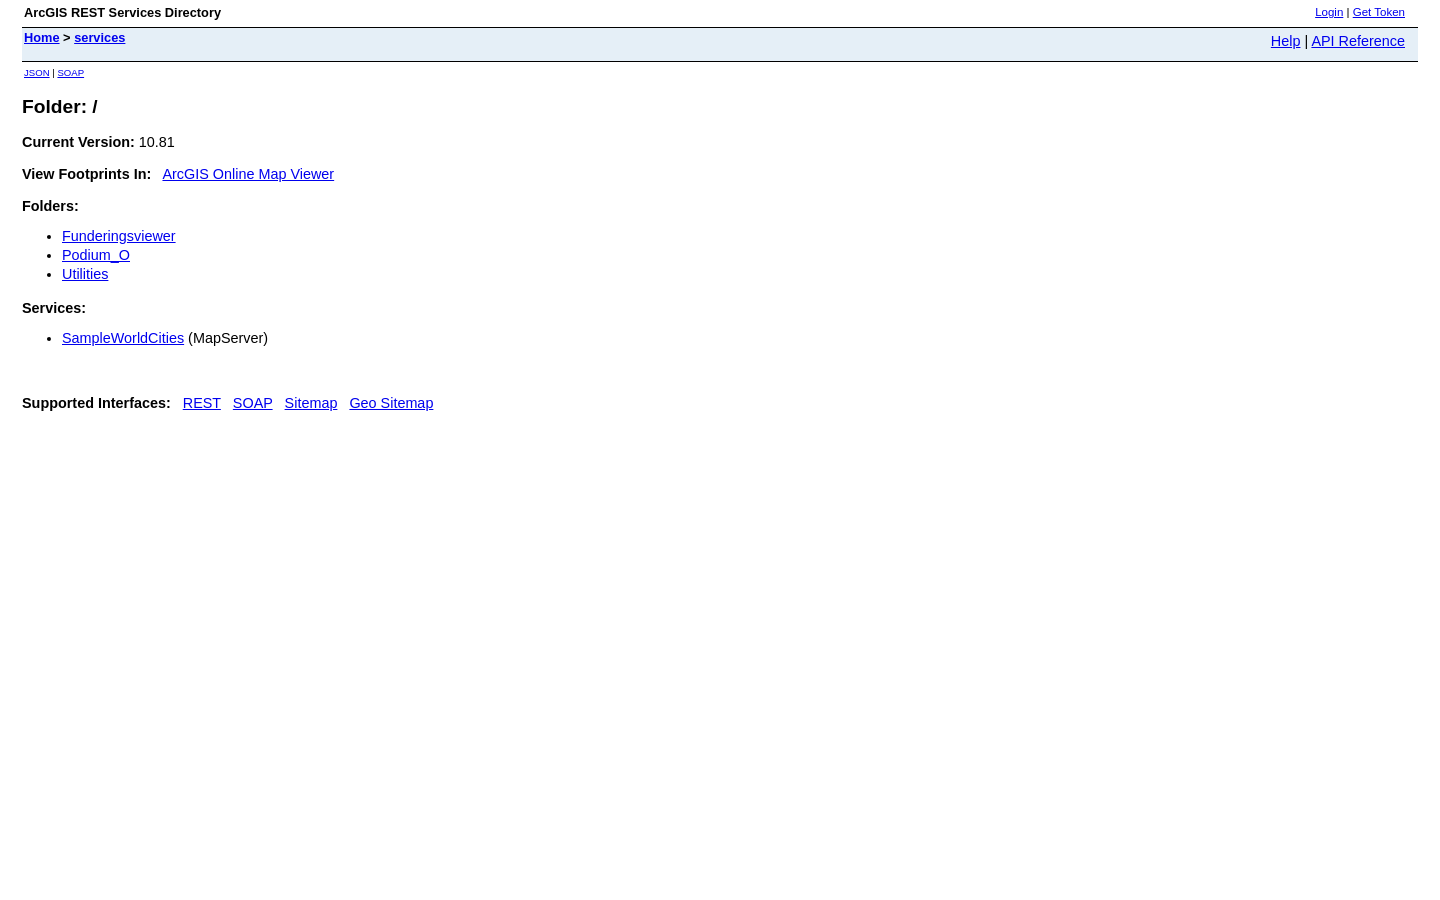 ArcGIS REST Services Directory
Login | Get Token
Home > services
Help | API Reference
JSON | SOAP
Folder: /
Current Version: 10.81
View Footprints In: ArcGIS Online Map Viewer
Folders:
• Funderingsviewer
• Podium_O
• Utilities
Services:
• SampleWorldCities (MapServer)
Supported Interfaces: REST SOAP Sitemap Geo Sitemap